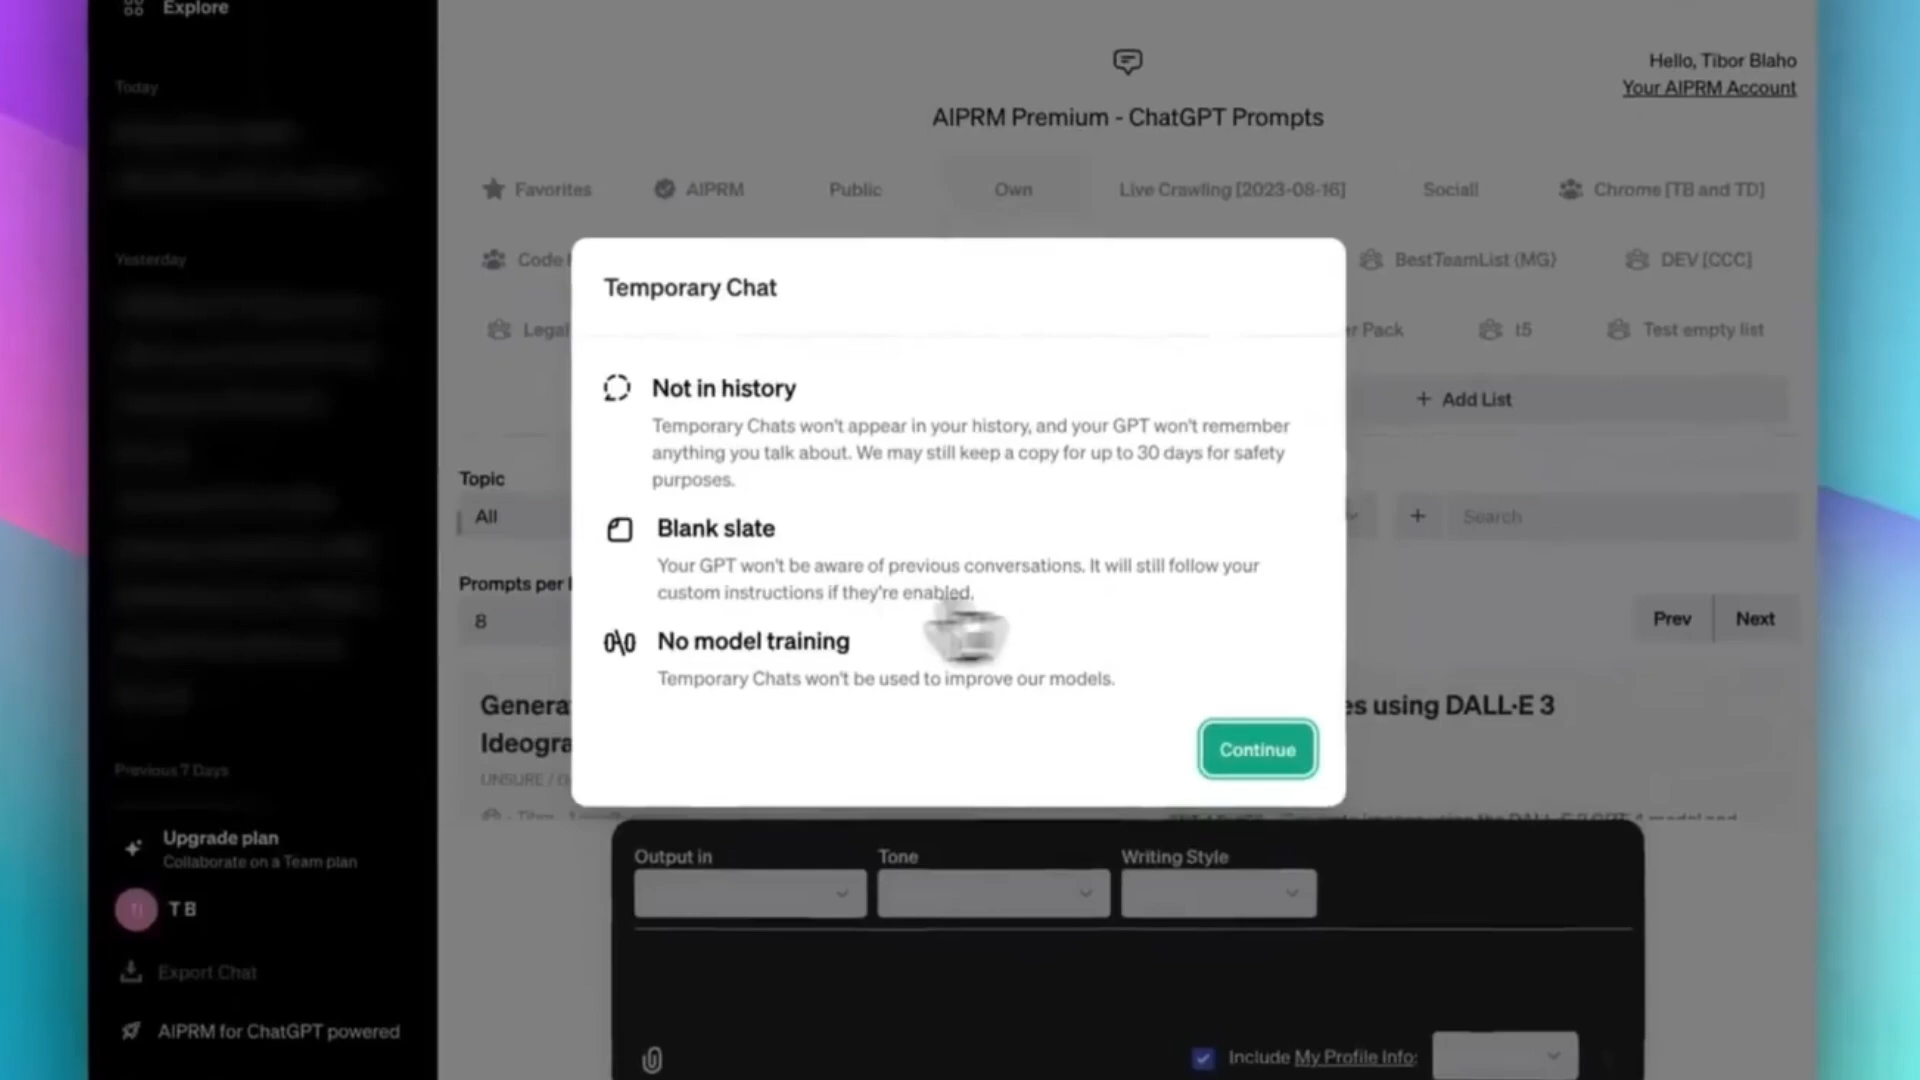 Explore
Today
Yesterday
Previous 7 Days
Upgrade plan
Collaborate on a Team plan
T B
Export Chat
AIPRM for ChatGPT powered
Hello, Tibor Blaho
Your AIPRM Account
AIPRM Premium - ChatGPT Prompts
Favorites AIPRM Public Own Live Crawling [2023-08-16] Social! Chrome [TB and TD]
Code BestTeamList (MG) DEV [CCC]
Legal Pack t5 Test empty list
+ Add List
Topic
All + Search
Prompts per
8 Prev Next
es using DALL·E 3
UNSURE /
Temporary Chat
Not in history
Temporary Chats won't appear in your history, and your GPT won't remember
anything you talk about. We may still keep a copy for up to 30 days for safety
purposes.
Blank slate
Your GPT won't be aware of previous conversations. It will still follow your
custom instructions if they're enabled.
No model training
Temporary Chats won't be used to improve our models.
Continue
Output in Tone Writing Style
Include My Profile Info: